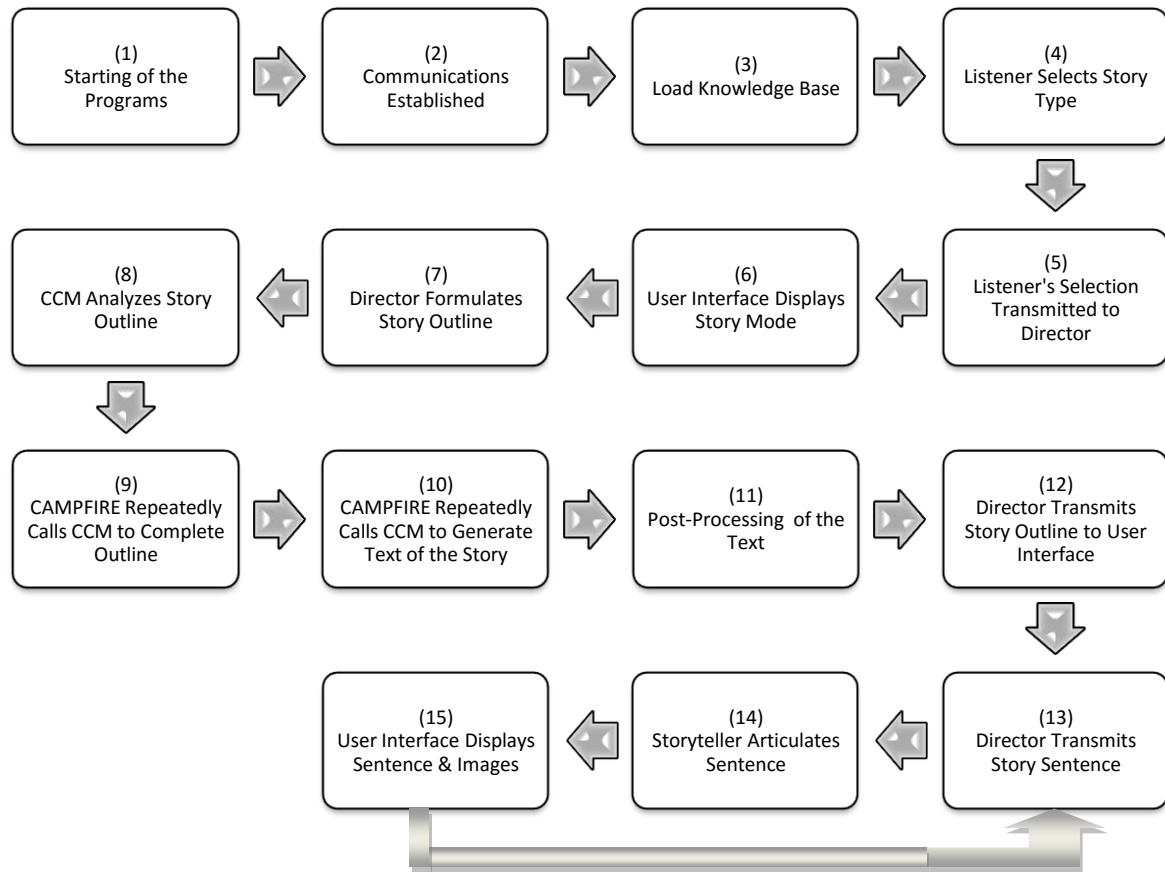 (1)
Starting of the
Programs
(2)
Communications
Established
(3)
Load Knowledge Base
(4)
Listener Selects Story
Type
(5)
Listener's Selection
Transmitted to
Director
(6)
User Interface Displays
Story Mode
(7)
Director Formulates
Story Outline
(8)
CCM Analyzes Story
Outline
(9)
CAMPFIRE Repeatedly
Calls CCM to Complete
Outline
(10)
CAMPFIRE Repeatedly
Calls CCM to Generate
Text of the Story
(11)
Post-Processing of the
Text
(12)
Director Transmits
Story Outline to User
Interface
(13)
Director Transmits
Story Sentence
(14)
Storyteller Articulates
Sentence
(15)
User Interface Displays
Sentence & Images